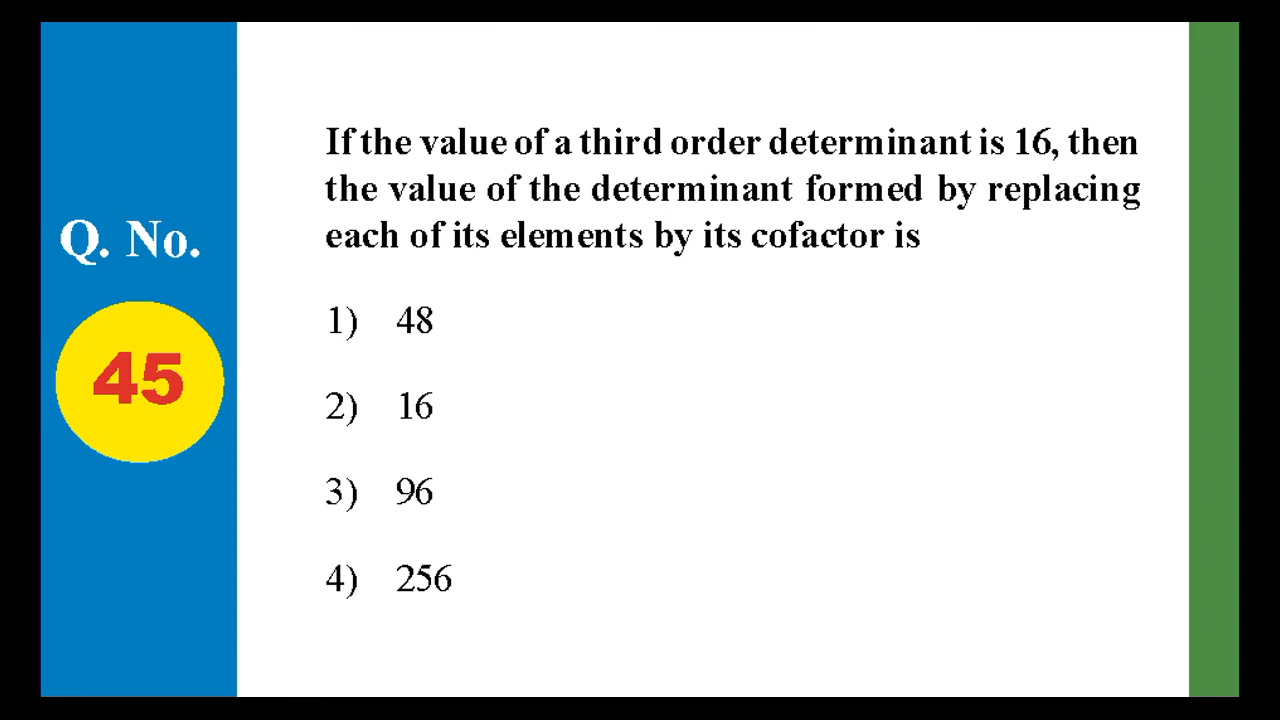 Q. No.
45
If the value of a third order determinant is 16, then
the value of the determinant formed by replacing
each of its elements by its cofactor is
1) 48
2) 16
3) 96
4) 256